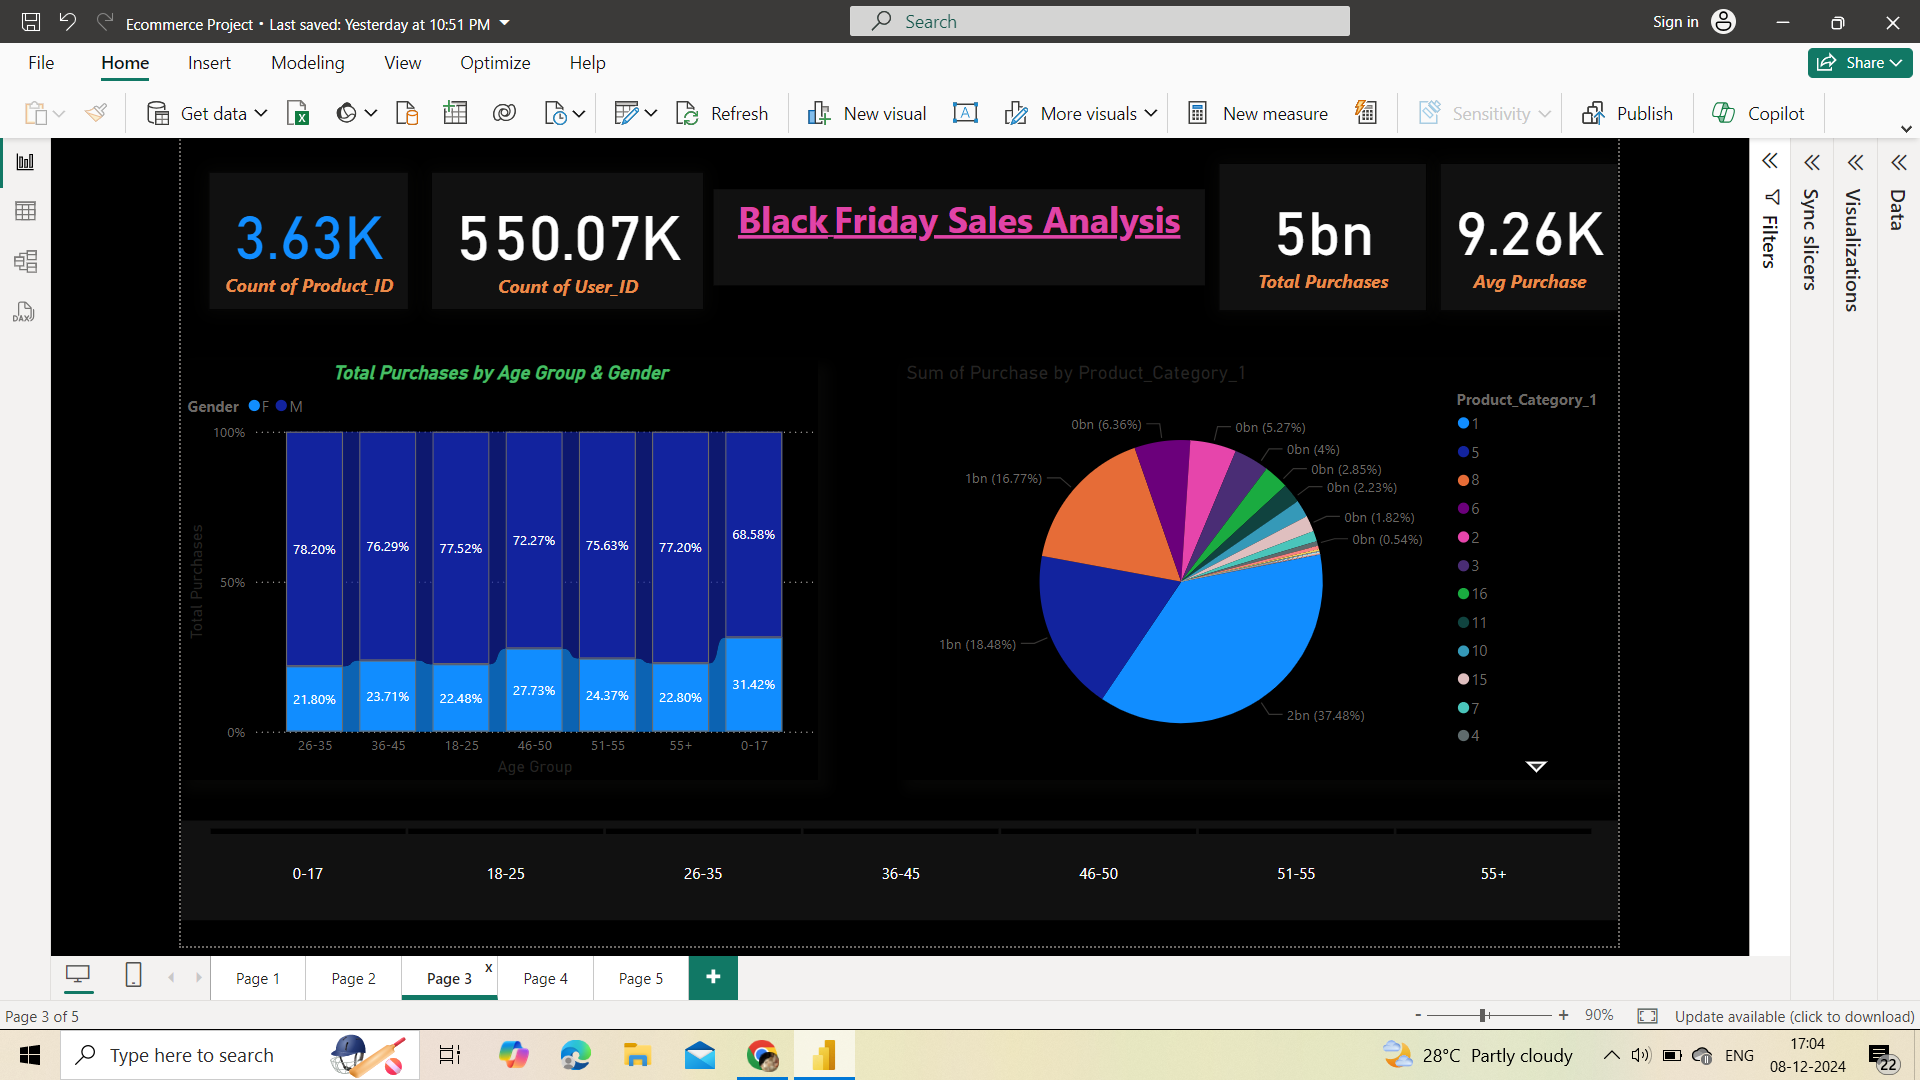 Ecommerce Project • Last saved: Yesterday at 10:51 PM
Search
Sign in
File
Home
Insert
Modeling
View
Optimize
Help
Share
Get data
Refresh
New visual
More visuals
New measure
Sensitivity
Publish
Copilot
3.63K
Count of Product_ID
550.07K
Count of User_ID
Black Friday Sales Analysis
5bn
Total Purchases
9.26K
Avg Purchase
Filters
Sync slicers
Visualizations
Data
DAX
Total Purchases by Age Group & Gender
Gender F M
Total Purchases
100%
50%
0%
78.20%
76.29%
77.52%
72.27%
75.63%
77.20%
68.58%
21.80%
23.71%
22.48%
27.73%
24.37%
22.80%
31.42%
26-35
36-45
18-25
46-50
51-55
55+
0-17
Age Group
Sum of Purchase by Product_Category_1
0bn (6.36%)
0bn (5.27%)
0bn (4%)
0bn (2.85%)
0bn (2.23%)
0bn (1.82%)
0bn (0.54%)
1bn (16.77%)
1bn (18.48%)
2bn (37.48%)
Product_Category_1
1
5
8
6
2
3
16
11
10
15
7
4
0-17
18-25
26-35
36-45
46-50
51-55
55+
Page 1
Page 2
Page 3
x
Page 4
Page 5
+
Page 3 of 5
- + 90%
Update available (click to download)
Type here to search
28°C Partly cloudy
ENG
17:04
08-12-2024
22